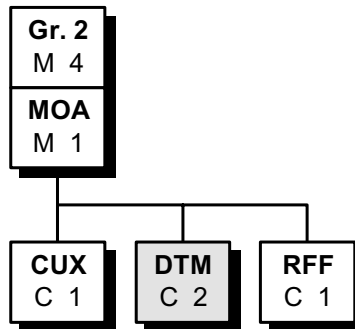 Gr. 2
M 4
MOA
M 1
CUX DTM RFF
C 1 C 2 C 1